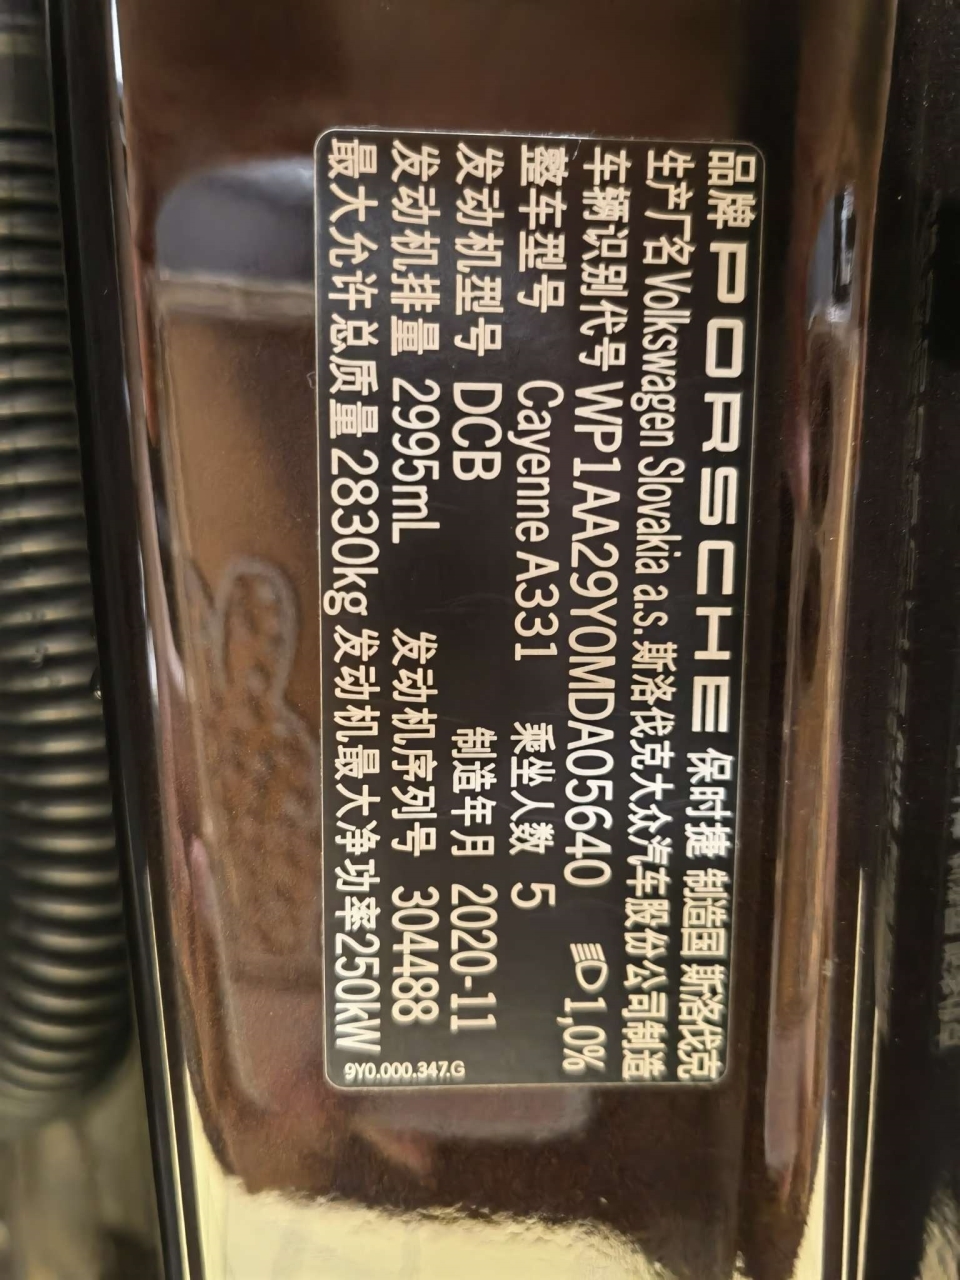 品牌 PORSCHE 保时捷 制造国 斯洛伐克
生产厂名 Volkswagen Slovakia a.s. 斯洛伐克大众汽车股份公司制造
车辆识别代号 WP1AA29Y0MDA05640 1,0%
整车型号 Cayenne A331 乘坐人数 5
发动机型号 DCB 制造年月 2020-11
发动机排量 2995mL 发动机序列号 304488
最大允许总质量 2830kg 发动机最大净功率250kW
9Y0.000.347.G